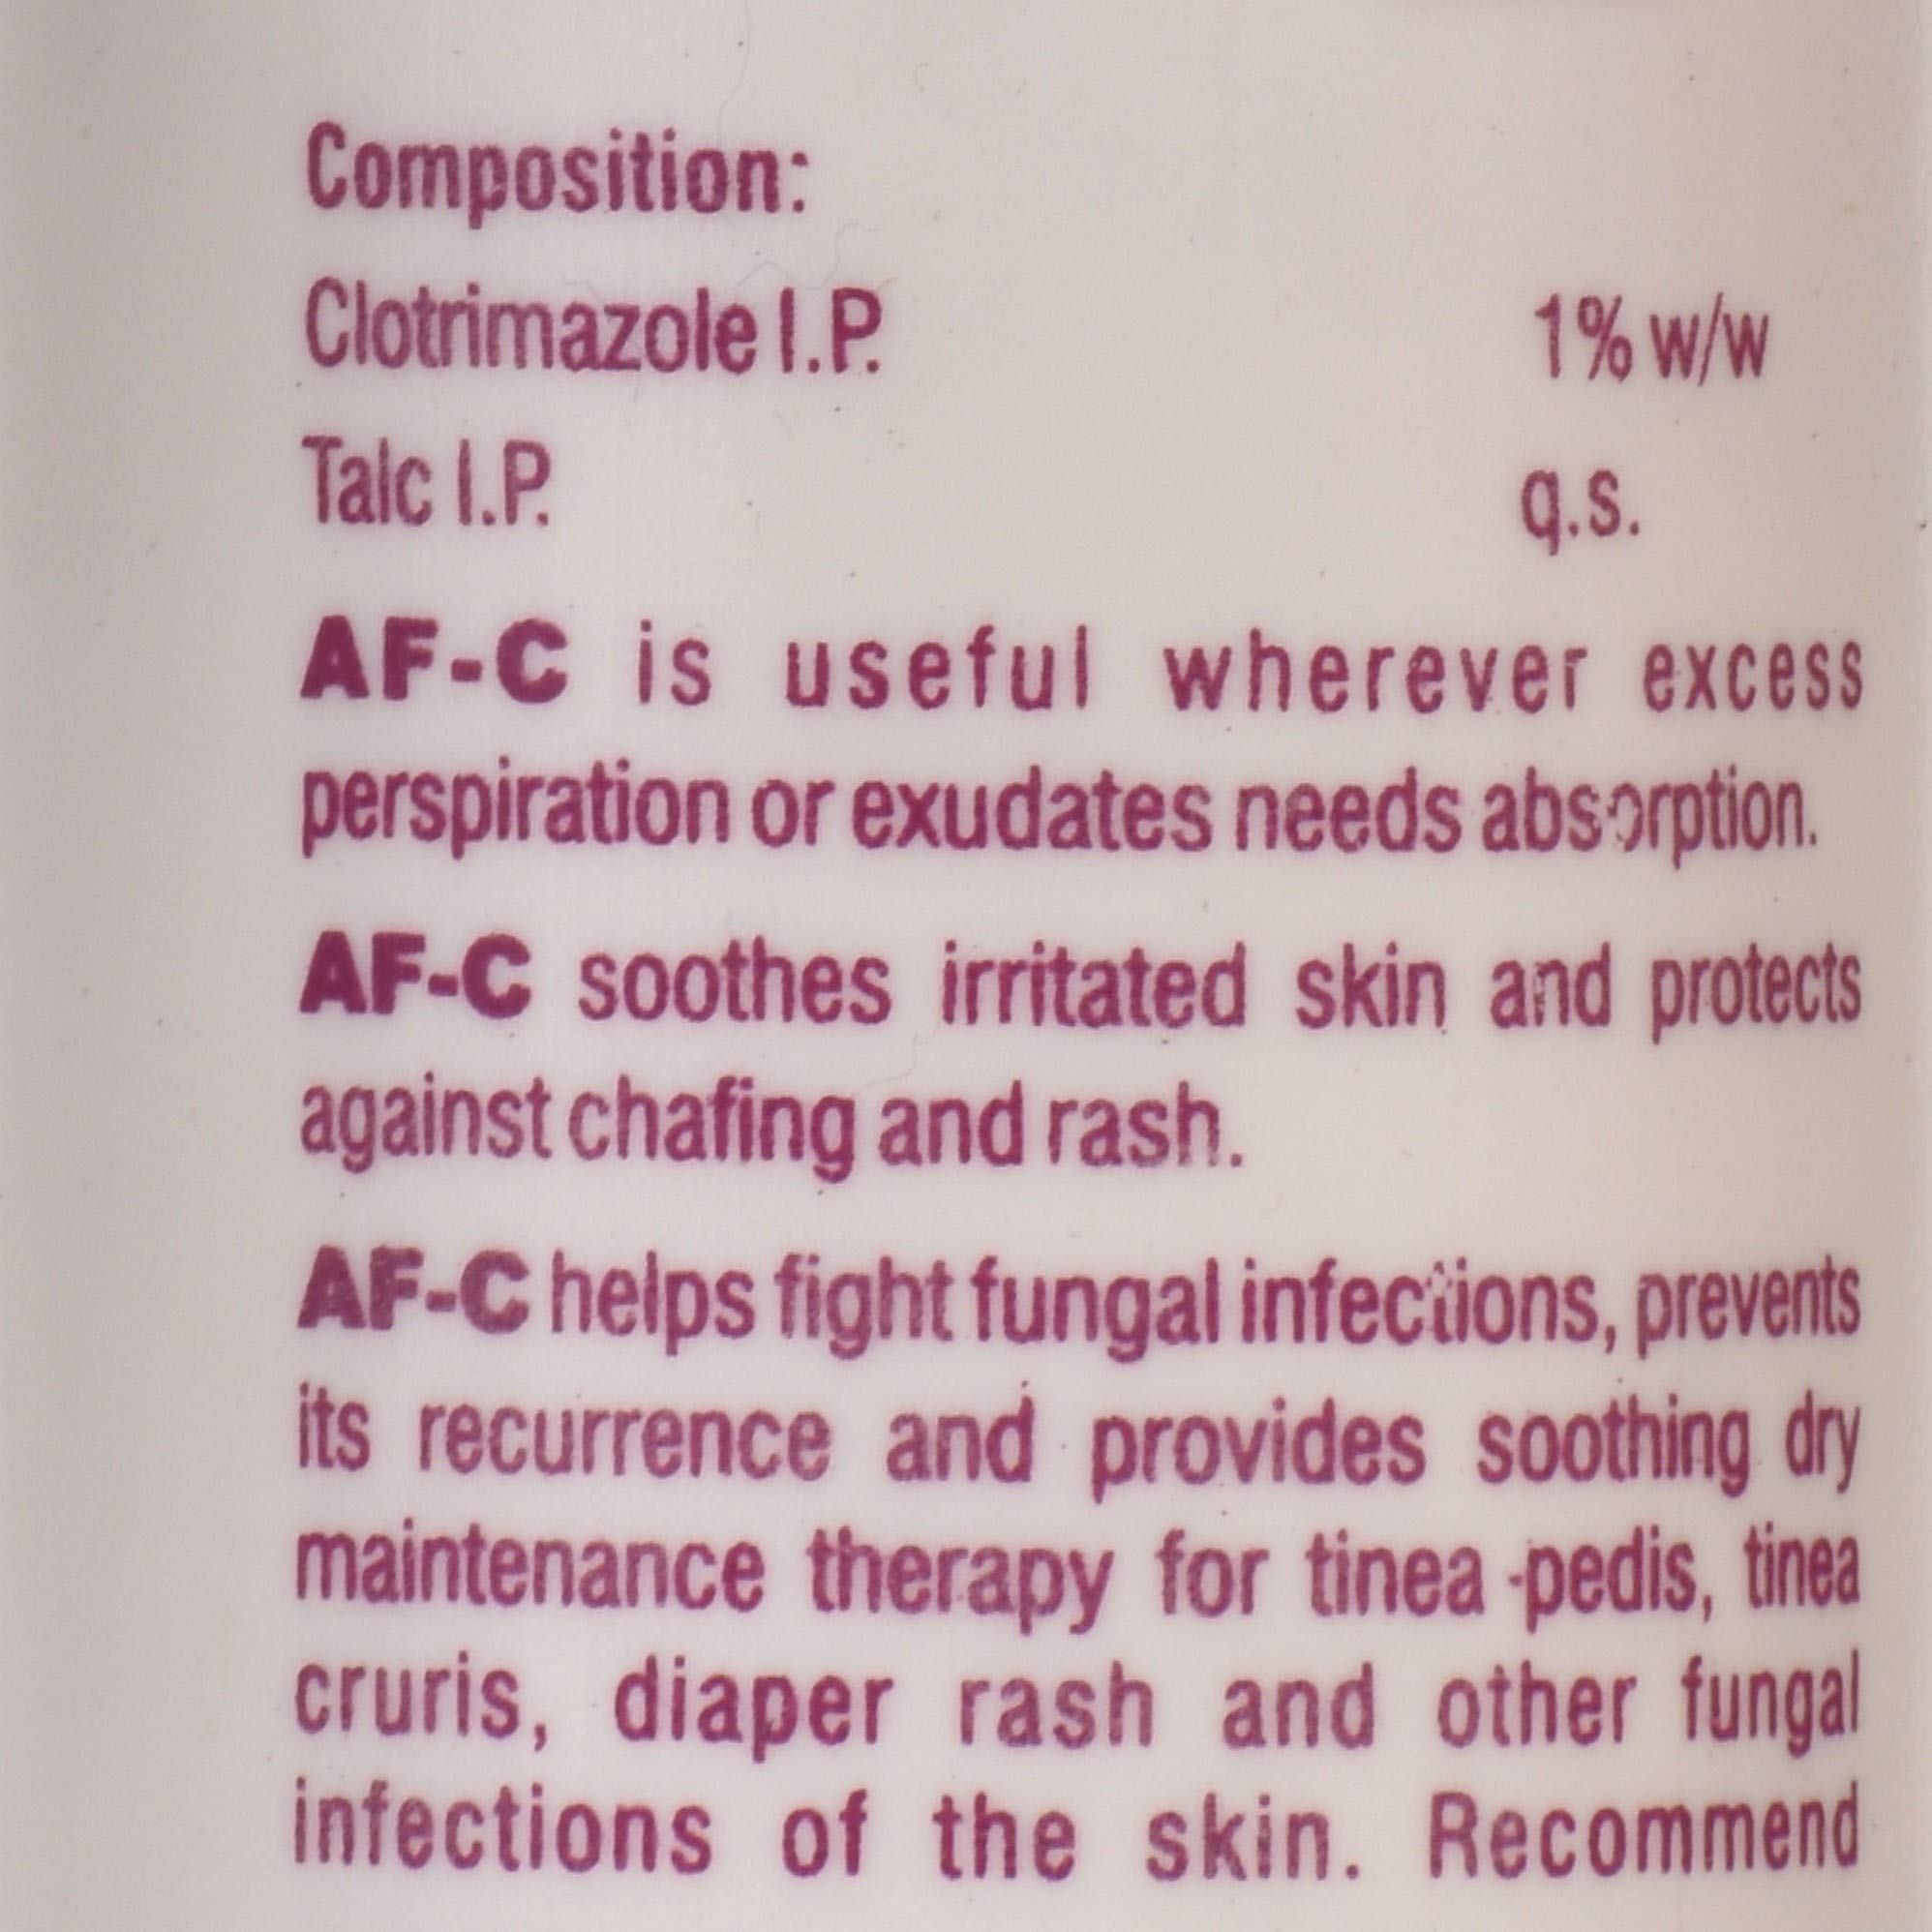 Composition:
Clotrimazole I.P. 1% w/w
Talc I.P. q.s.
AF-C is useful wherever excess
perspiration or exudates needs absorption.
AF-C soothes irritated skin and protects
against chafing and rash.
AF-C helps fight fungal infections, prevents
its recurrence and provides soothing dry
maintenance therapy for tinea pedis, tinea
cruris, diaper rash and other fungal
infections of the skin. Recommend